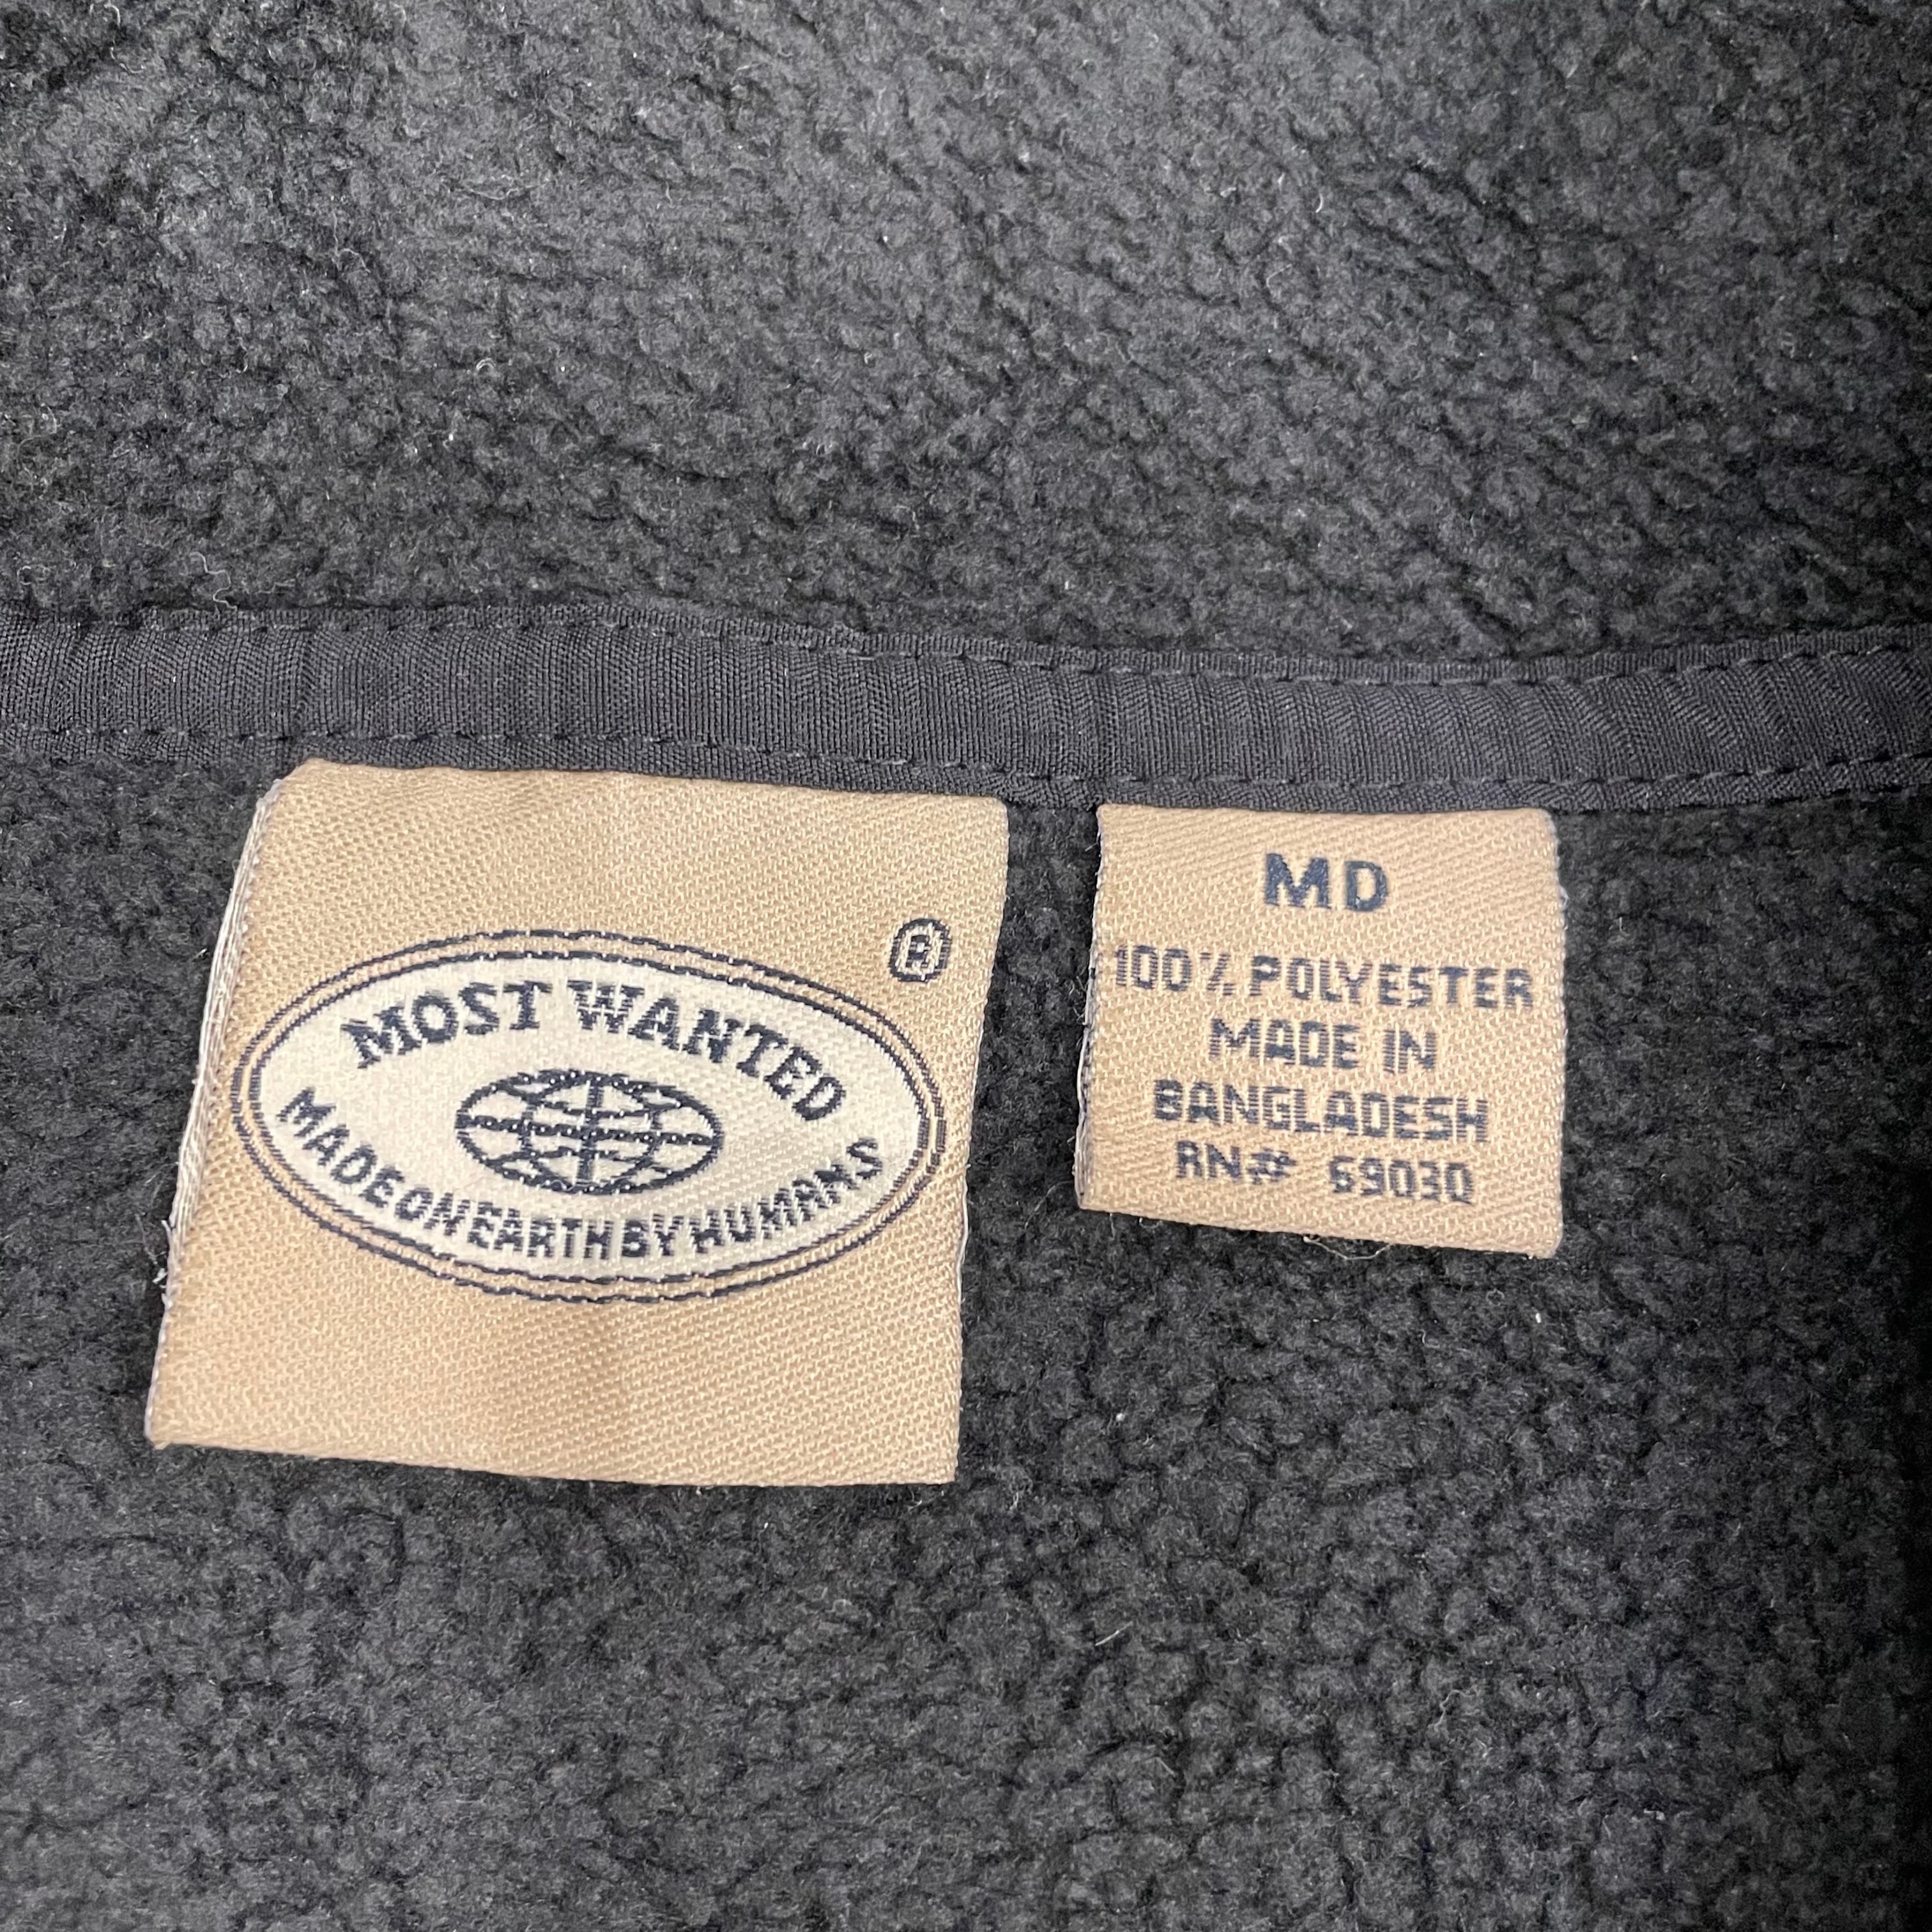 MOST WANTED
MADE ON EARTH BY HUMANS
®
MD
100% POLYESTER
MADE IN
BANGLADESH
RN# 69030